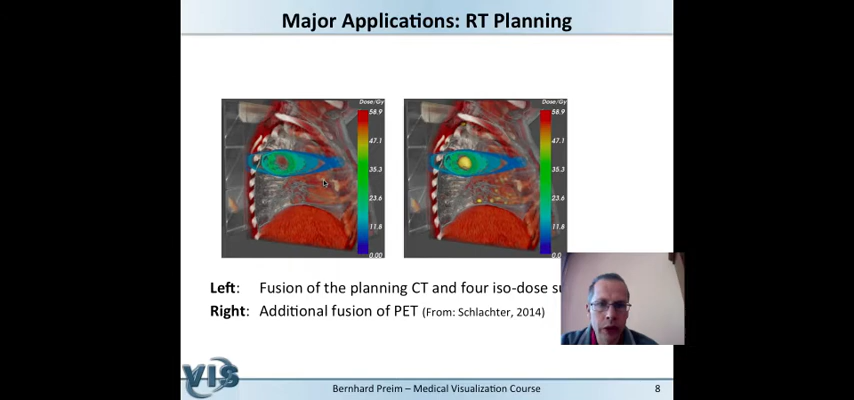 Major Applications: RT Planning
Dose/Gy
58.9
47.1
35.3
23.6
11.8
0.00
Dose/Gy
58.9
47.1
35.3
23.6
11.8
0.0
Left: Fusion of the planning CT and four iso-dose
Right: Additional fusion of PET (From: Schlachter, 2014)
VIS
Bernhard Preim – Medical Visualization Course
8